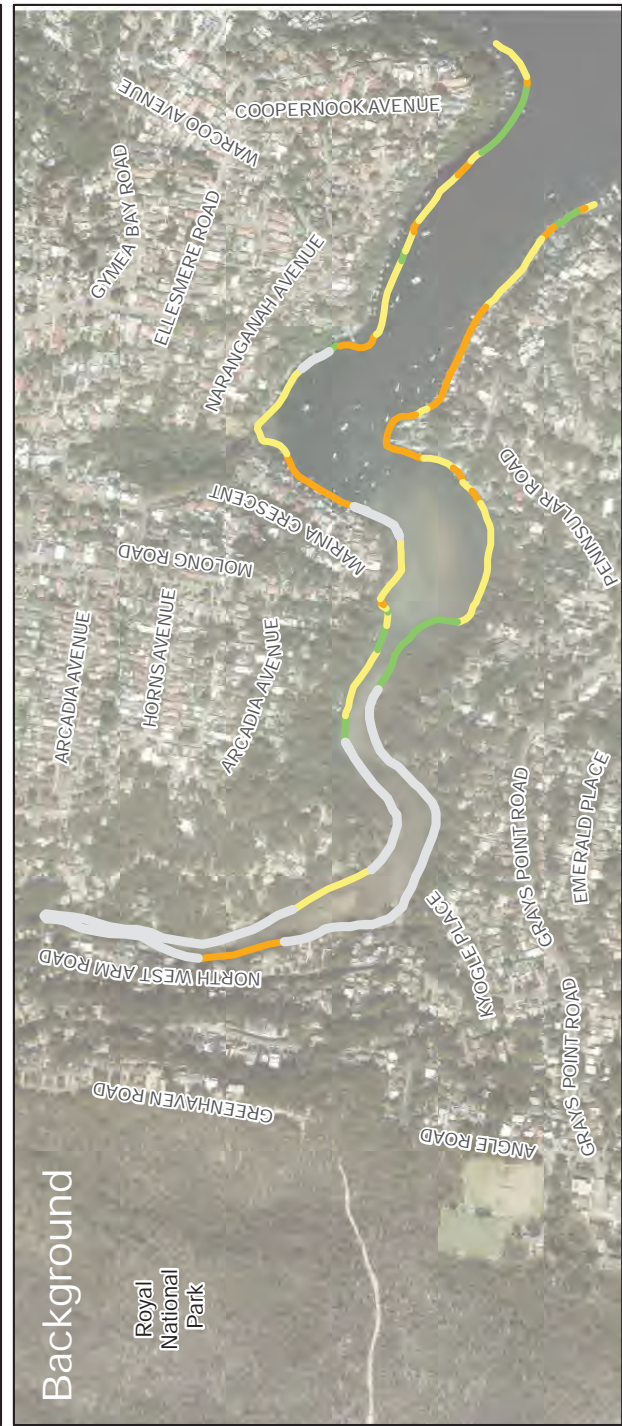 Background
Royal
National
Park
GREENHAVEN ROAD
NORTH WEST ARM ROAD
ARCADIA AVENUE
HORNS AVENUE
ARCADIA AVENUE
MOLONG ROAD
MARINA CRESCENT
GYMEA BAY ROAD
ELLESMERE ROAD
NARANGANAH AVENUE
WARCOO AVENUE
COOPERNOOK AVENUE
ANGLE ROAD
KYOGLE PLACE
GRAYS POINT ROAD
GRAYS POINT ROAD
EMERALD PLACE
PENINSULAR ROAD